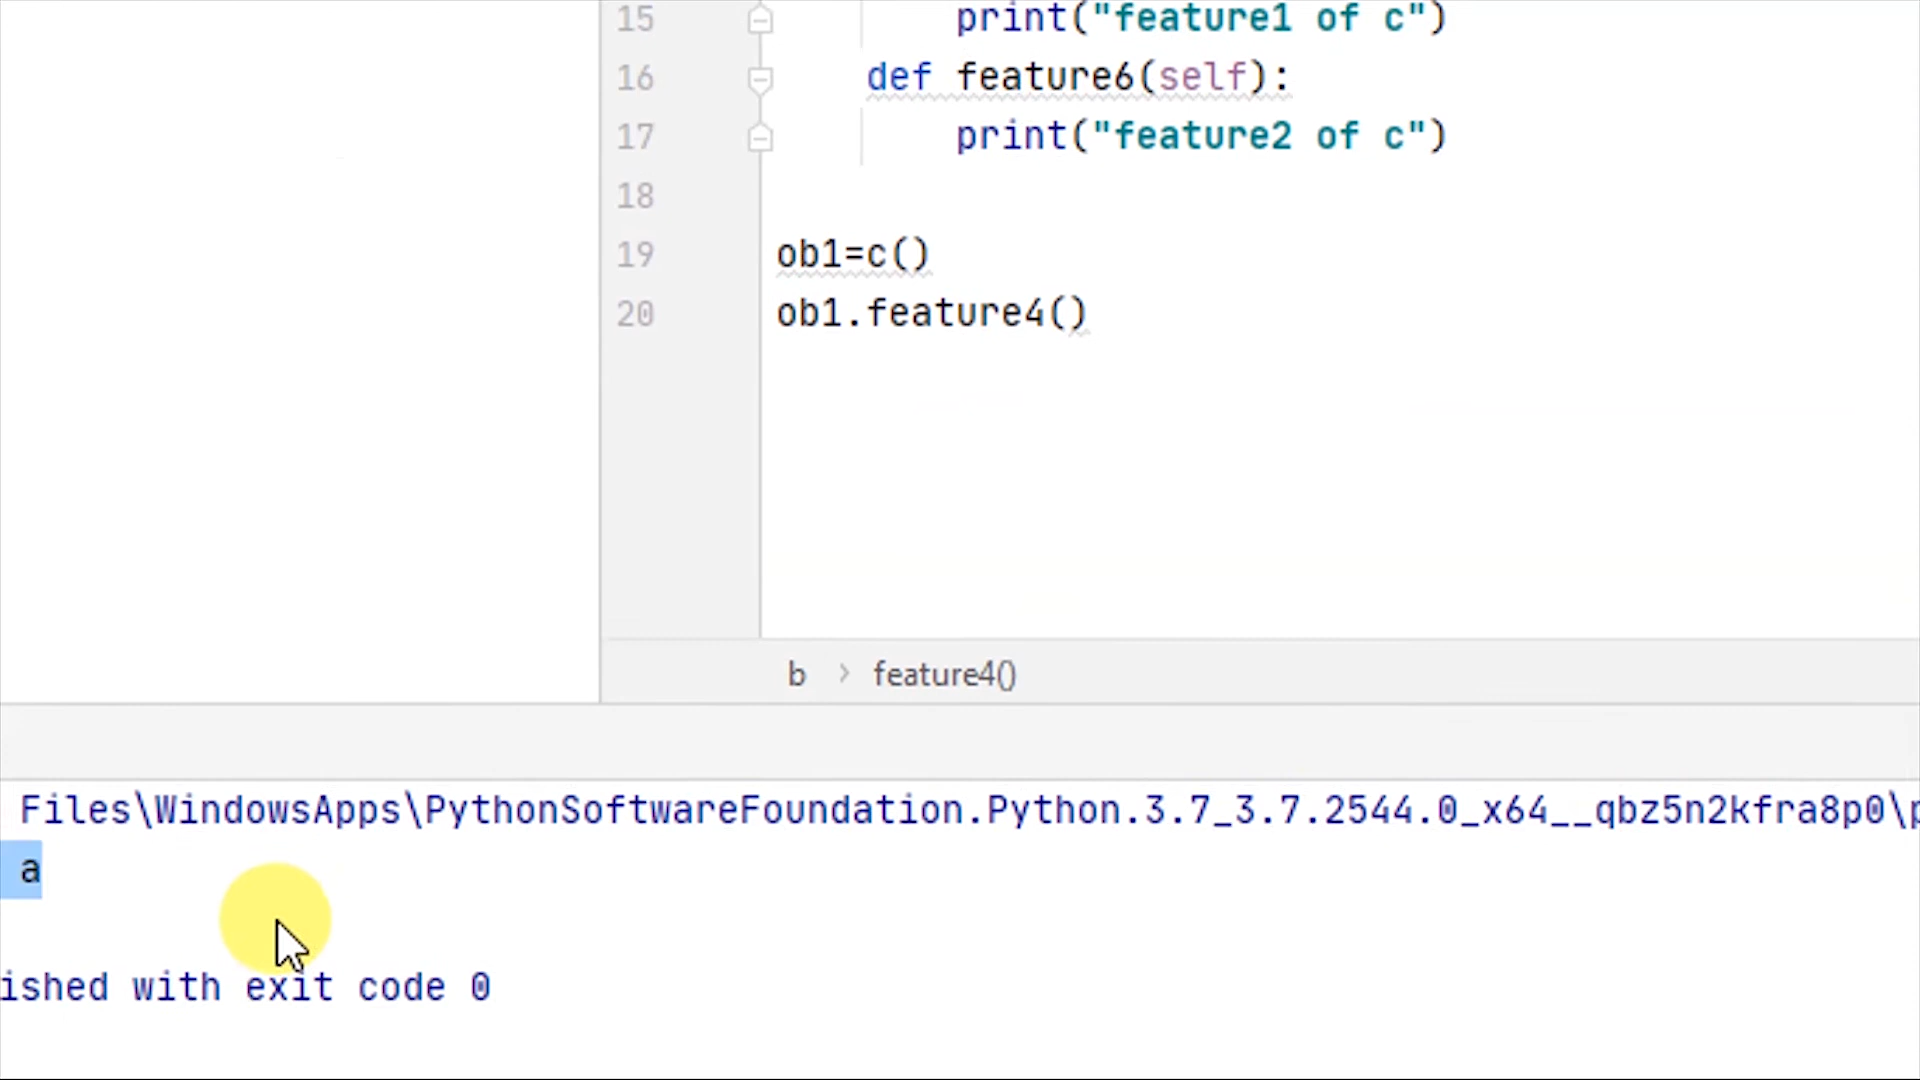 15 print("feature1 of c")
16 def feature6(self):
17 print("feature2 of c")
18
19 ob1=c()
20 ob1.feature4()
b > feature4()
Files\WindowsApps\PythonSoftwareFoundation.Python.3.7_3.7.2544.0_x64__qbz5n2kfra8p0\p
a
ished with exit code 0